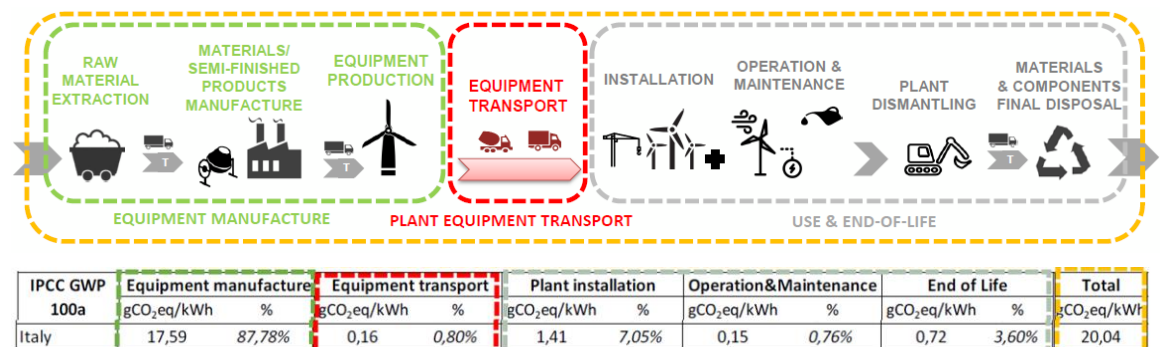 RAW
MATERIAL
EXTRACTION
MATERIALS/
SEMI-FINISHED
PRODUCTS
MANUFACTURE
EQUIPMENT
PRODUCTION
EQUIPMENT
TRANSPORT
INSTALLATION
OPERATION &
MAINTENANCE
PLANT
DISMANTLING
MATERIALS
& COMPONENTS
FINAL DISPOSAL
T
T
T
EQUIPMENT MANUFACTURE
PLANT EQUIPMENT TRANSPORT
USE & END-OF-LIFE
IPCC GWP Equipment manufacture Equipment transport Plant installation Operation&Maintenance End of Life Total
100a gCO2eq/kWh % gCO2eq/kWh % gCO2eq/kWh % gCO2eq/kWh % gCO2eq/kWh % gCO2eq/kWh
Italy 17,59 87,78% 0,16 0,80% 1,41 7,05% 0,15 0,76% 0,72 3,60% 20,04